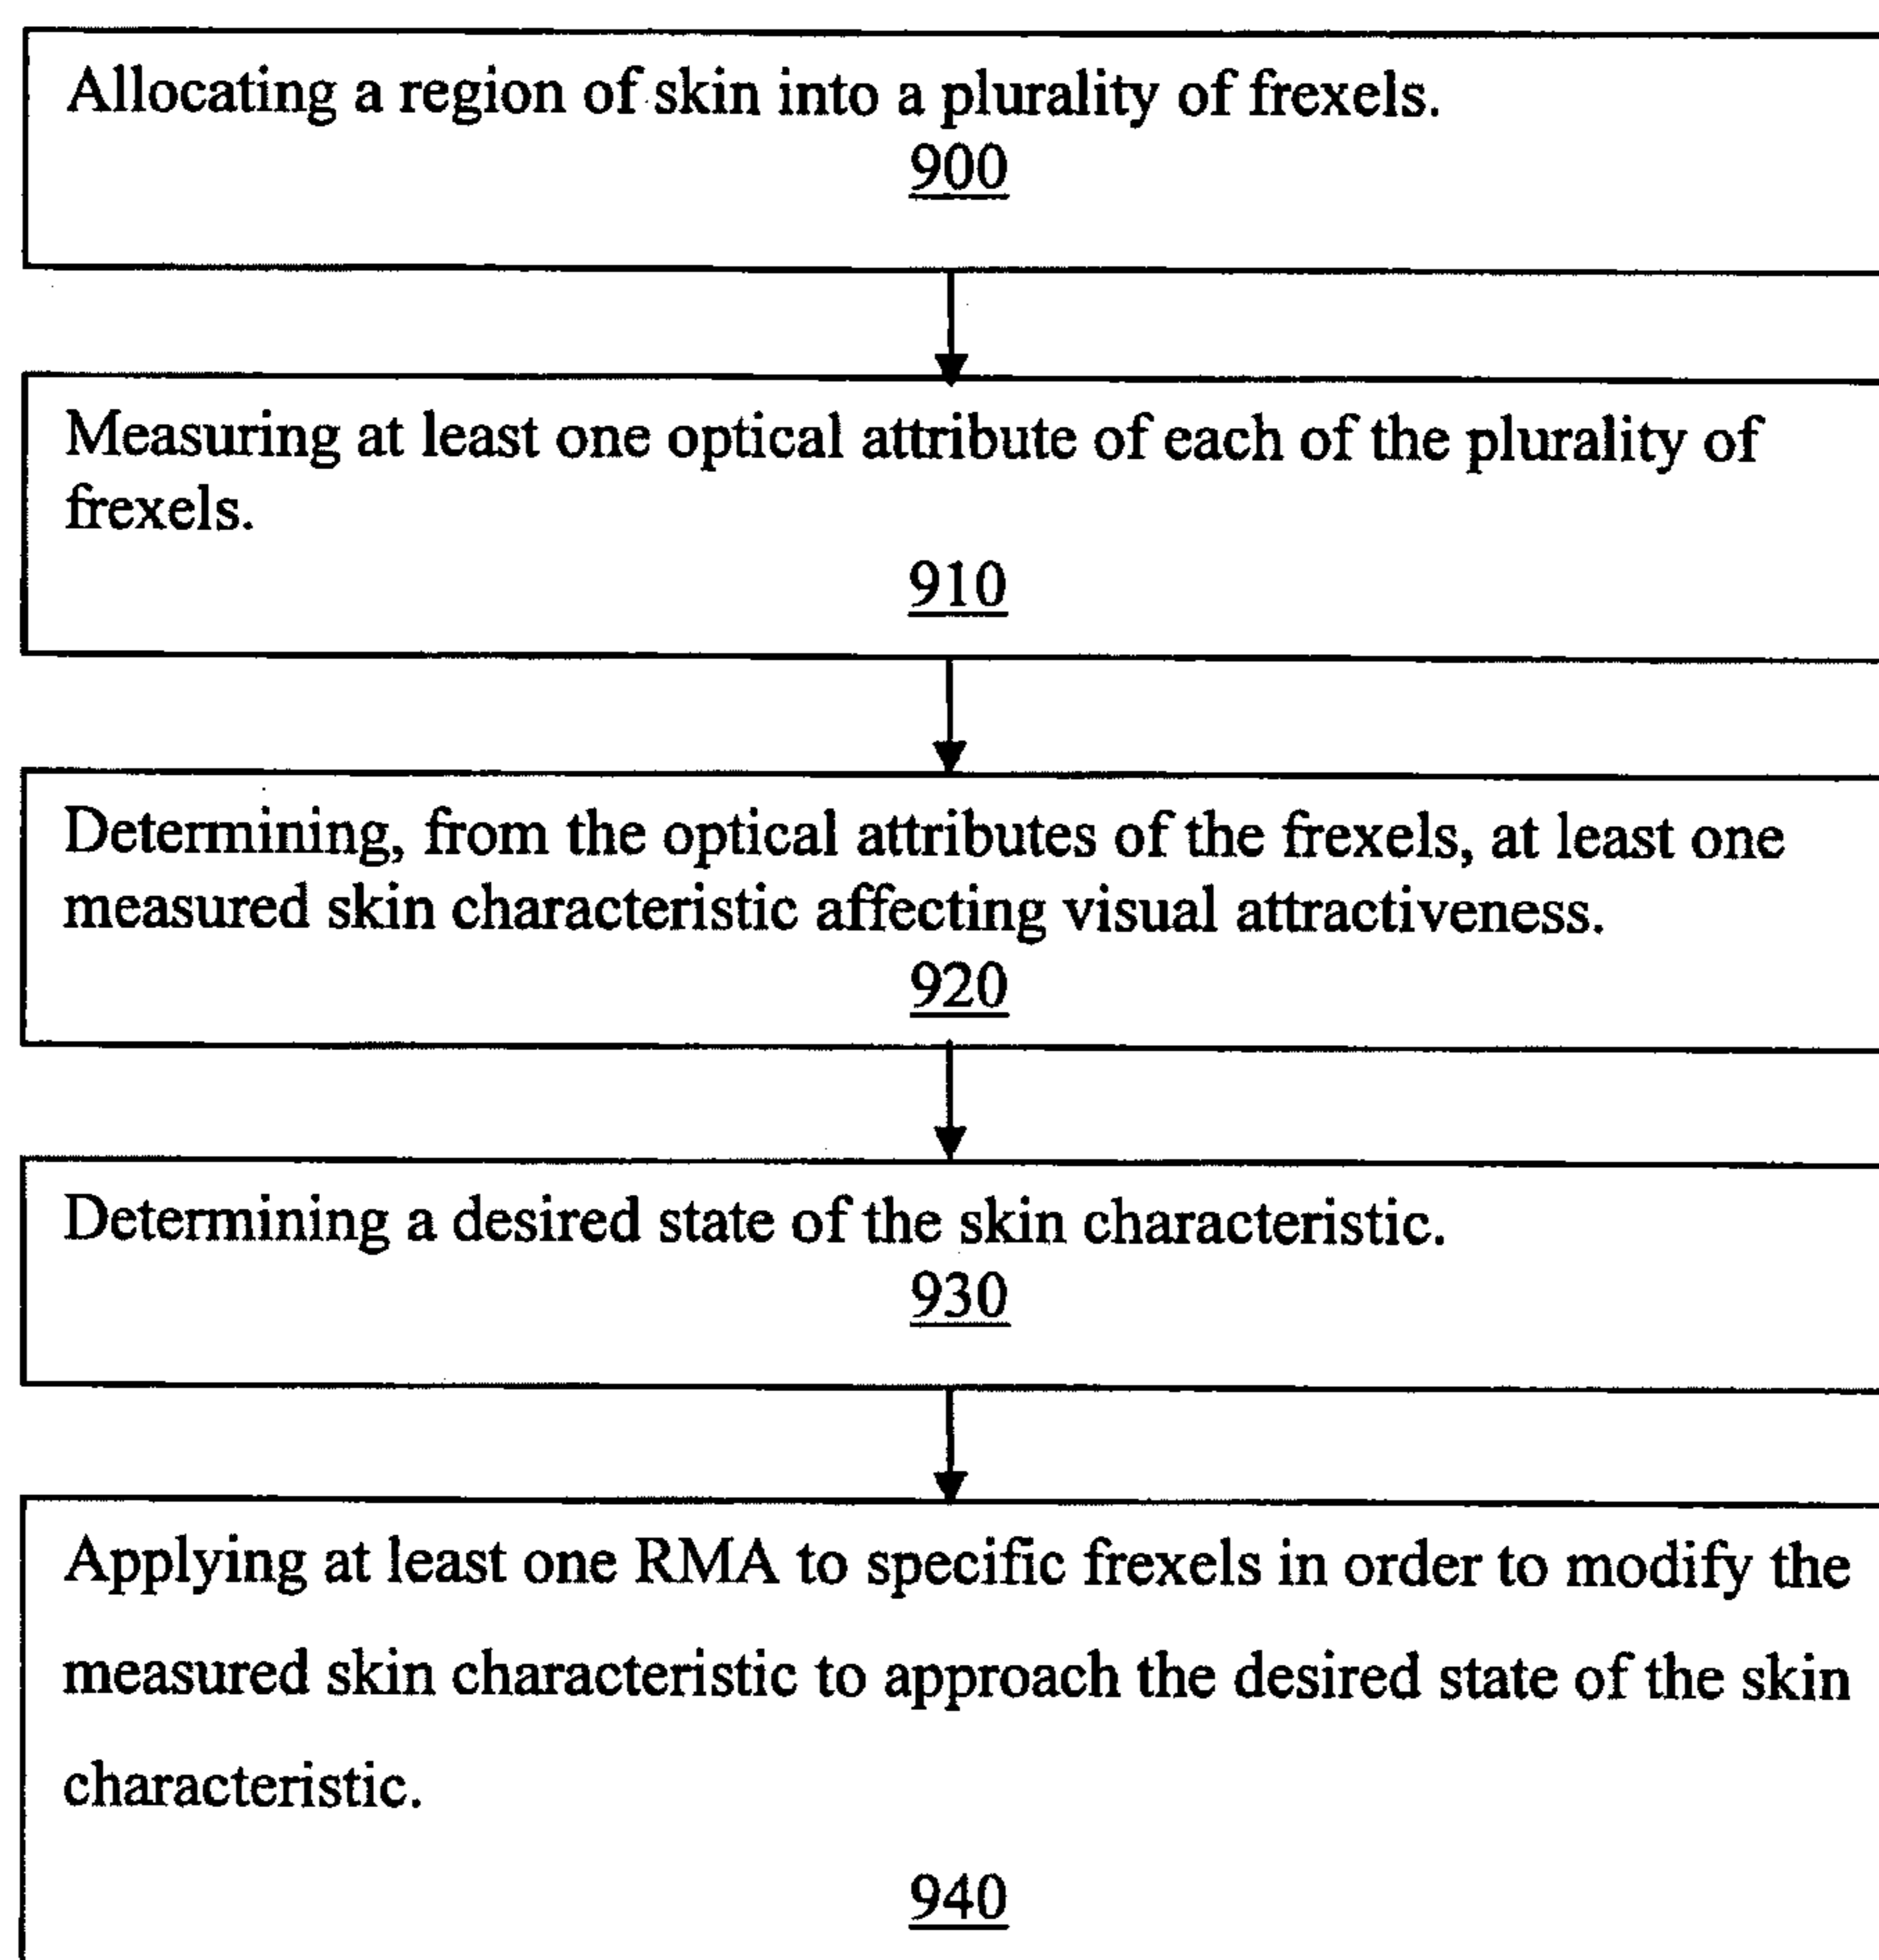 Allocating a region of skin into a plurality of frexels.
900
Measuring at least one optical attribute of each of the plurality of
frexels.
910
Determining, from the optical attributes of the frexels, at least one
measured skin characteristic affecting visual attractiveness.
920
Determining a desired state of the skin characteristic.
930
Applying at least one RMA to specific frexels in order to modify the
measured skin characteristic to approach the desired state of the skin
characteristic.
940